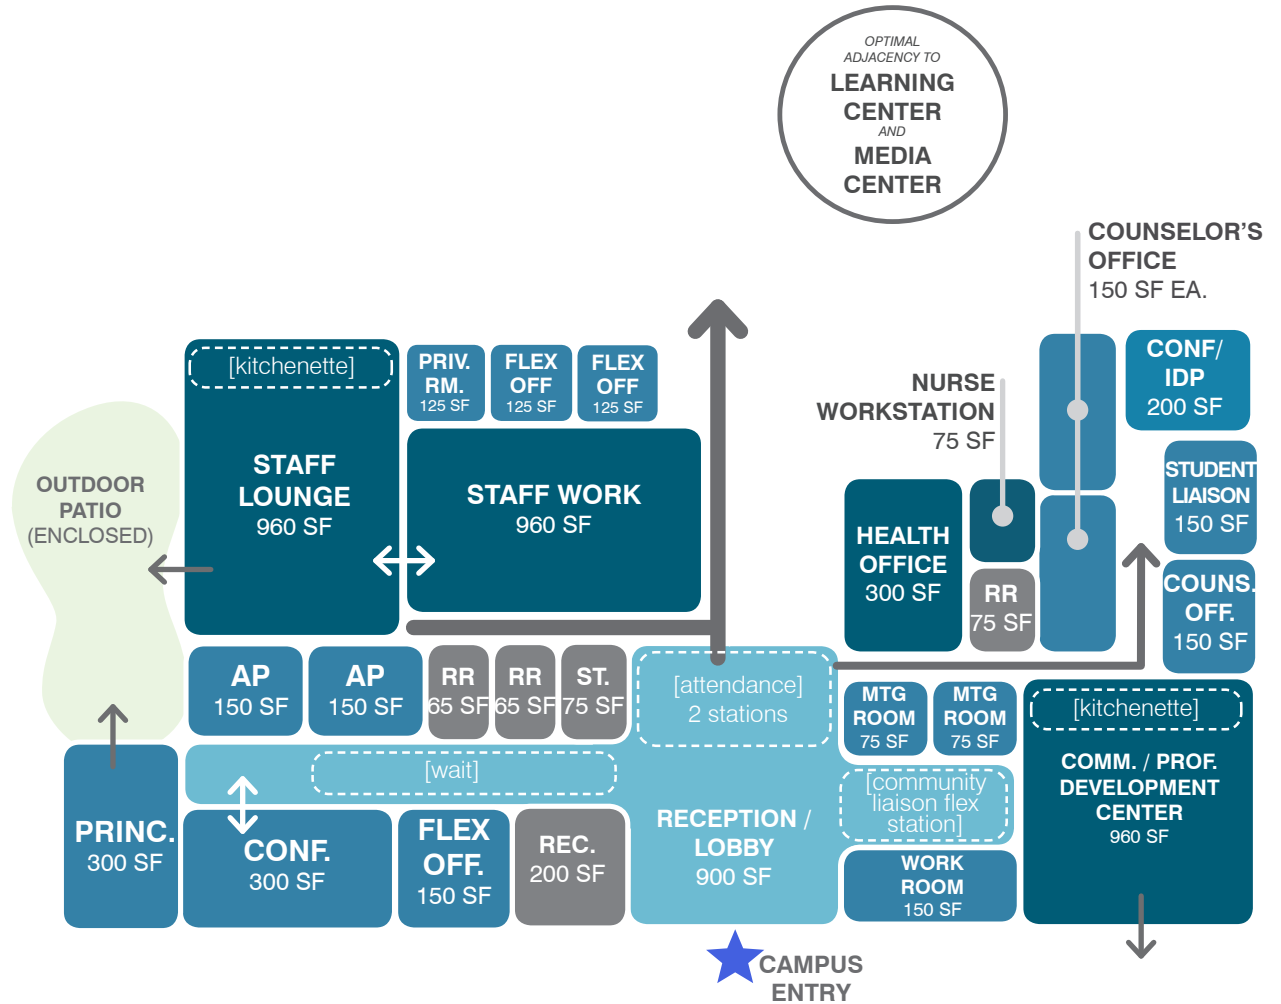 OPTIMAL
ADJACENCY TO
LEARNING
CENTER
AND
MEDIA
CENTER
COUNSELOR'S
OFFICE
150 SF EA.
[kitchenette]
PRIV.
RM.
125 SF
FLEX
OFF
125 SF
FLEX
OFF
125 SF
NURSE
WORKSTATION
75 SF
CONF/
IDP
200 SF
OUTDOOR
PATIO
(ENCLOSED)
STAFF
LOUNGE
960 SF
STAFF WORK
960 SF
HEALTH
OFFICE
300 SF
RR
75 SF
STUDENT
LIAISON
150 SF
COUNS.
OFF.
150 SF
AP
150 SF
AP
150 SF
RR
65 SF
RR
65 SF
ST.
75 SF
[attendance]
2 stations
MTG
ROOM
75 SF
MTG
ROOM
75 SF
[kitchenette]
COMM. / PROF.
DEVELOPMENT
CENTER
960 SF
[wait]
[community
liaison flex
station]
PRINC.
300 SF
CONF.
300 SF
FLEX
OFF.
150 SF
REC.
200 SF
RECEPTION /
LOBBY
900 SF
WORK
ROOM
150 SF
CAMPUS
ENTRY